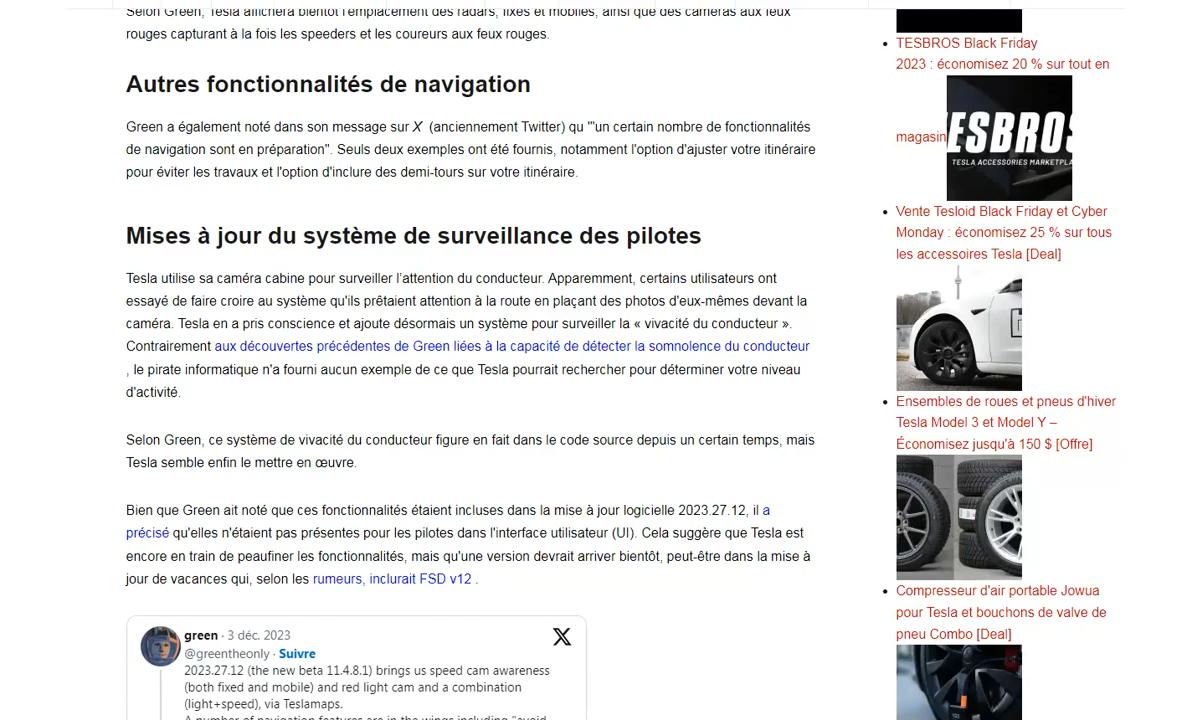 Selon Green, Tesla affichera bientôt l'emplacement des radars, fixes et mobiles, ainsi que des caméras aux feux
rouges capturant à la fois les speeders et les coureurs aux feux rouges.
Autres fonctionnalités de navigation
Green a également noté dans son message sur X (anciennement Twitter) qu '"un certain nombre de fonctionnalités
de navigation sont en préparation". Seuls deux exemples ont été fournis, notamment l'option d'ajuster votre itinéraire
pour éviter les travaux et l'option d'inclure des demi-tours sur votre itinéraire.
Mises à jour du système de surveillance des pilotes
Tesla utilise sa caméra cabine pour surveiller l’attention du conducteur. Apparemment, certains utilisateurs ont
essayé de faire croire au système qu'ils prêtaient attention à la route en plaçant des photos d'eux-mêmes devant la
caméra. Tesla en a pris conscience et ajoute désormais un système pour surveiller la « vivacité du conducteur ».
Contrairement aux découvertes précédentes de Green liées à la capacité de détecter la somnolence du conducteur
, le pirate informatique n'a fourni aucun exemple de ce que Tesla pourrait rechercher pour déterminer votre niveau
d'activité.
Selon Green, ce système de vivacité du conducteur figure en fait dans le code source depuis un certain temps, mais
Tesla semble enfin le mettre en œuvre.
Bien que Green ait noté que ces fonctionnalités étaient incluses dans la mise à jour logicielle 2023.27.12, il a
précisé qu'elles n'étaient pas présentes pour les pilotes dans l'interface utilisateur (UI). Cela suggère que Tesla est
encore en train de peaufiner les fonctionnalités, mais qu'une version devrait arriver bientôt, peut-être dans la mise à
jour de vacances qui, selon les rumeurs, inclurait FSD v12 .
green · 3 déc. 2023
@greentheonly · Suivre
2023.27.12 (the new beta 11.4.8.1) brings us speed cam awareness
(both fixed and mobile) and red light cam and a combination
(light+speed), via Teslamaps.
A number of navigation features are in the wings including "avoid
TESBROS Black Friday
2023 : économisez 20 % sur tout en
magasin
ESBROS
TESLA ACCESSORIES MARKETPLA
Vente Tesloid Black Friday et Cyber
Monday : économisez 25 % sur tous
les accessoires Tesla [Deal]
Ensembles de roues et pneus d'hiver
Tesla Model 3 et Model Y –
Économisez jusqu'à 150 $ [Offre]
Compresseur d'air portable Jowua
pour Tesla et bouchons de valve de
pneu Combo [Deal]